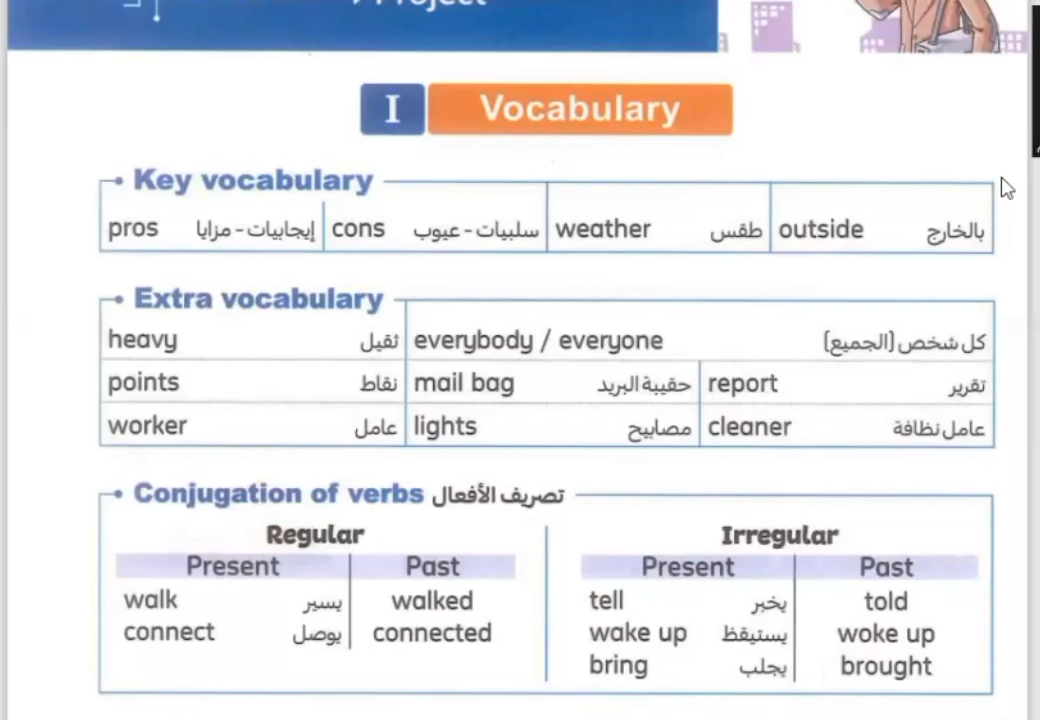 Project
I Vocabulary
Key vocabulary
pros إيجابيات - مزايا cons سلبيات - عيوب weather طقس outside بالخارج
Extra vocabulary
heavy ثقيل everybody / everyone كل شخص (الجميع)
points نقاط mail bag حقيبة البريد report تقرير
worker عامل lights مصابيح cleaner عامل نظافة
Conjugation of verbs تصريف الأفعال
Regular Irregular
Present Past Present Past
walk يسير walked tell يخبر told
connect يوصل connected wake up يستيقظ woke up
bring يجلب brought